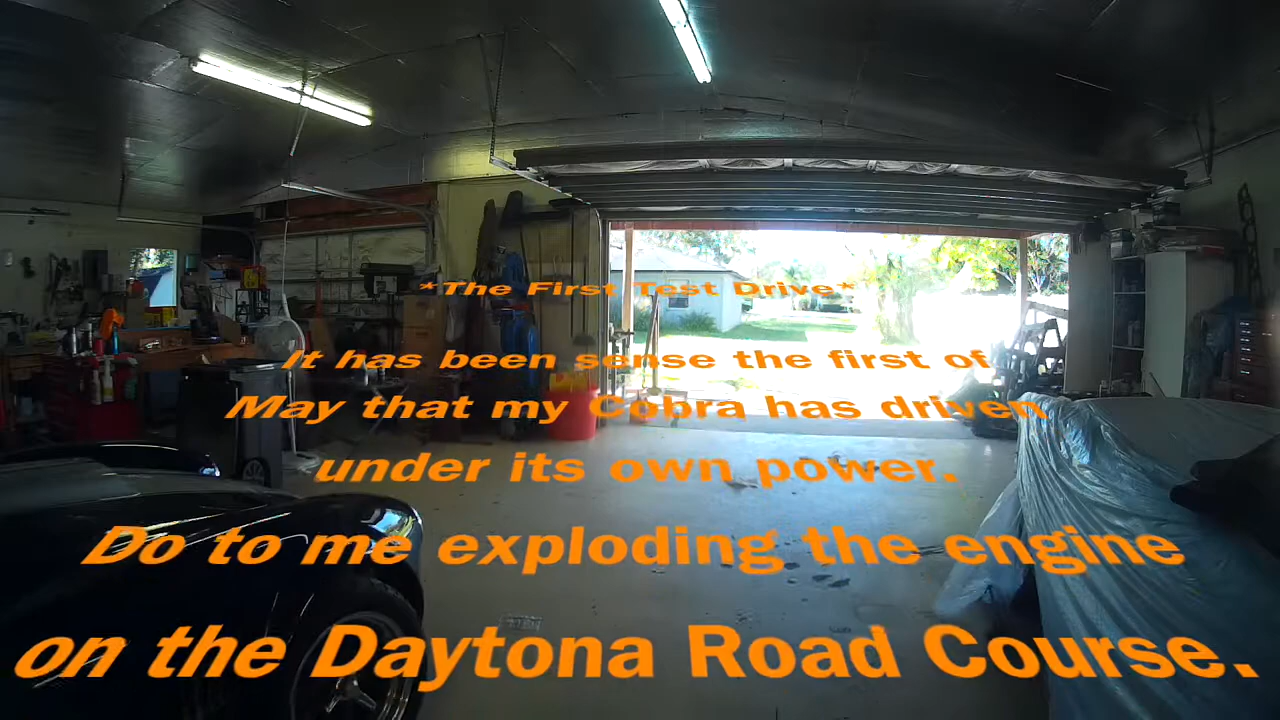 *The First Test Drive*
It has been sense the first of
May that my Cobra has driven
under its own power.
Do to me exploding the engine
on the Daytona Road Course.